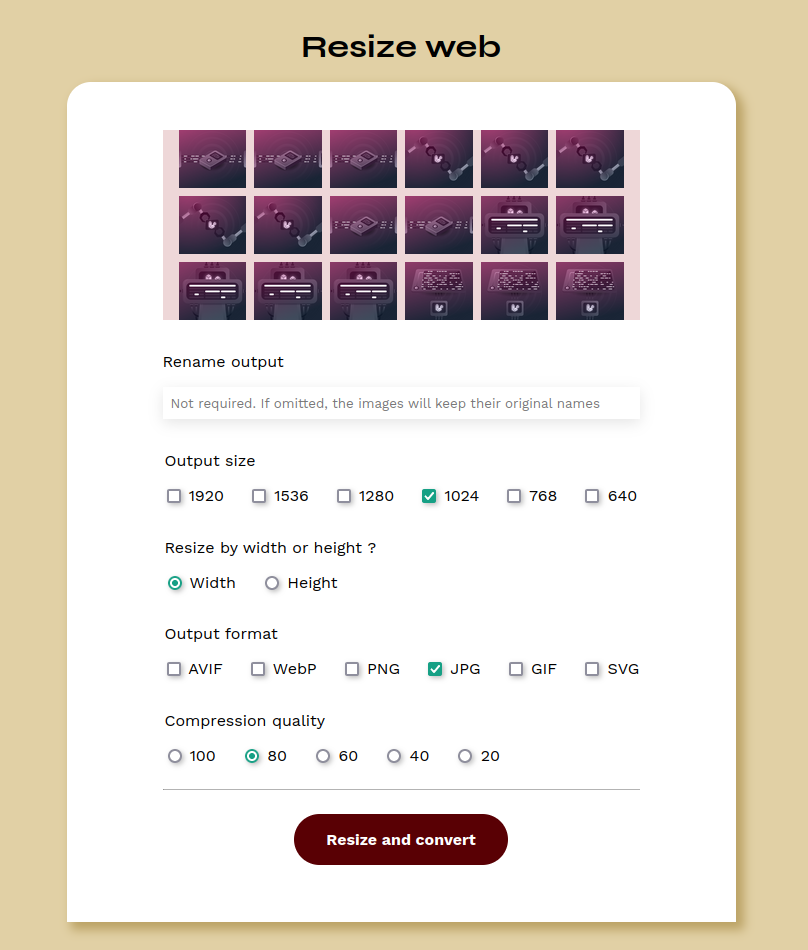 Resize web
Rename output
Not required. If omitted, the images will keep their original names
Output size
1920 1536 1280 1024 768 640
Resize by width or height ?
Width Height
Output format
AVIF WebP PNG JPG GIF SVG
Compression quality
100 80 60 40 20
Resize and convert